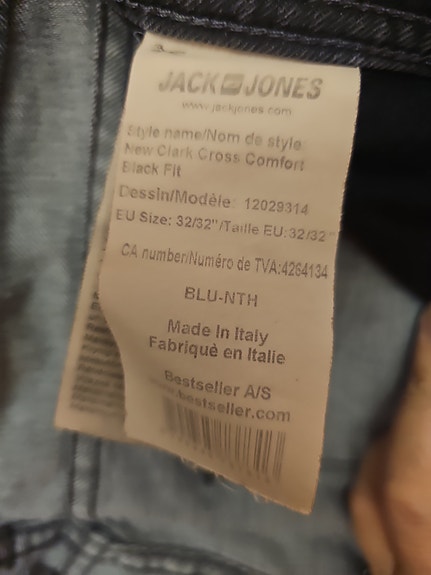 JACK JONES
www.jackjones.com
Style name/Nom de style:
New Clark Cross Comfort
Black Fit
Dessin/Modèle: 12029314
EU Size: 32/32"/Taille EU: 32/32"
CA number/Numéro de TVA:4264134
BLU-NTH
Made In Italy
Fabriquè en Italie
Bestseller A/S
www.bestseller.com